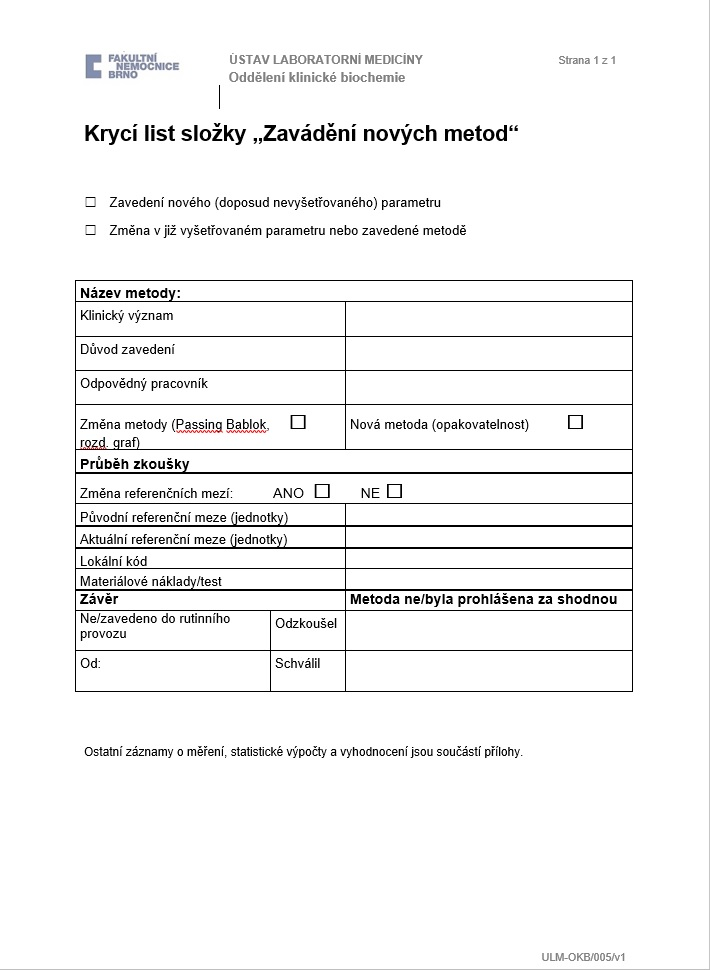 FAKULTNÍ
NEMOCNICE
BRNO
ÚSTAV LABORATORNÍ MEDICÍNY
Oddělení klinické biochemie
Strana 1 z 1
Krycí list složky „Zavádění nových metod“
☐ Zavedení nového (doposud nevyšetřovaného) parametru
☐ Změna v již vyšetřovaném parametru nebo zavedené metodě
Název metody:
Klinický význam
Důvod zavedení
Odpovědný pracovník
Změna metody (Passing Bablok, ☐
rozd. graf)
Nová metoda (opakovatelnost) ☐
Průběh zkoušky
Změna referenčních mezí: ANO ☐ NE ☐
Původní referenční meze (jednotky)
Aktuální referenční meze (jednotky)
Lokální kód
Materiálové náklady/test
Závěr
Metoda ne/byla prohlášena za shodnou
Ne/zavedeno do rutinního
provozu
Odzkoušel
Od:
Schválil
Ostatní záznamy o měření, statistické výpočty a vyhodnocení jsou součástí přílohy.
ULM-OKB/005/v1